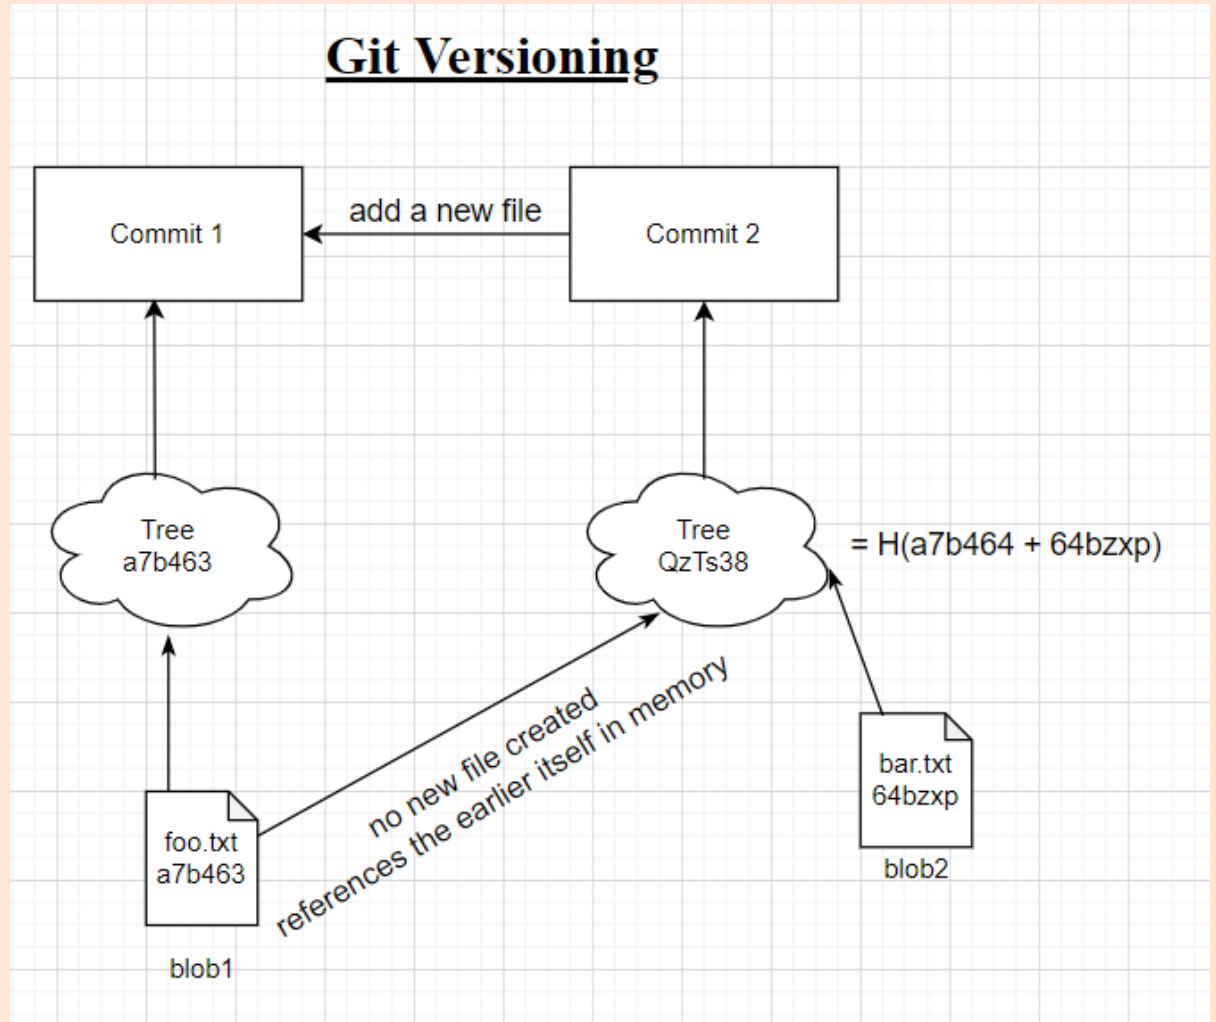 Git Versioning
add a new file
Commit 1
Commit 2
Tree
a7b463
Tree
QzTs38
= H(a7b464 + 64bzxp)
no new file created
references the earlier itself in memory
foo.txt
a7b463
blob1
bar.txt
64bzxp
blob2